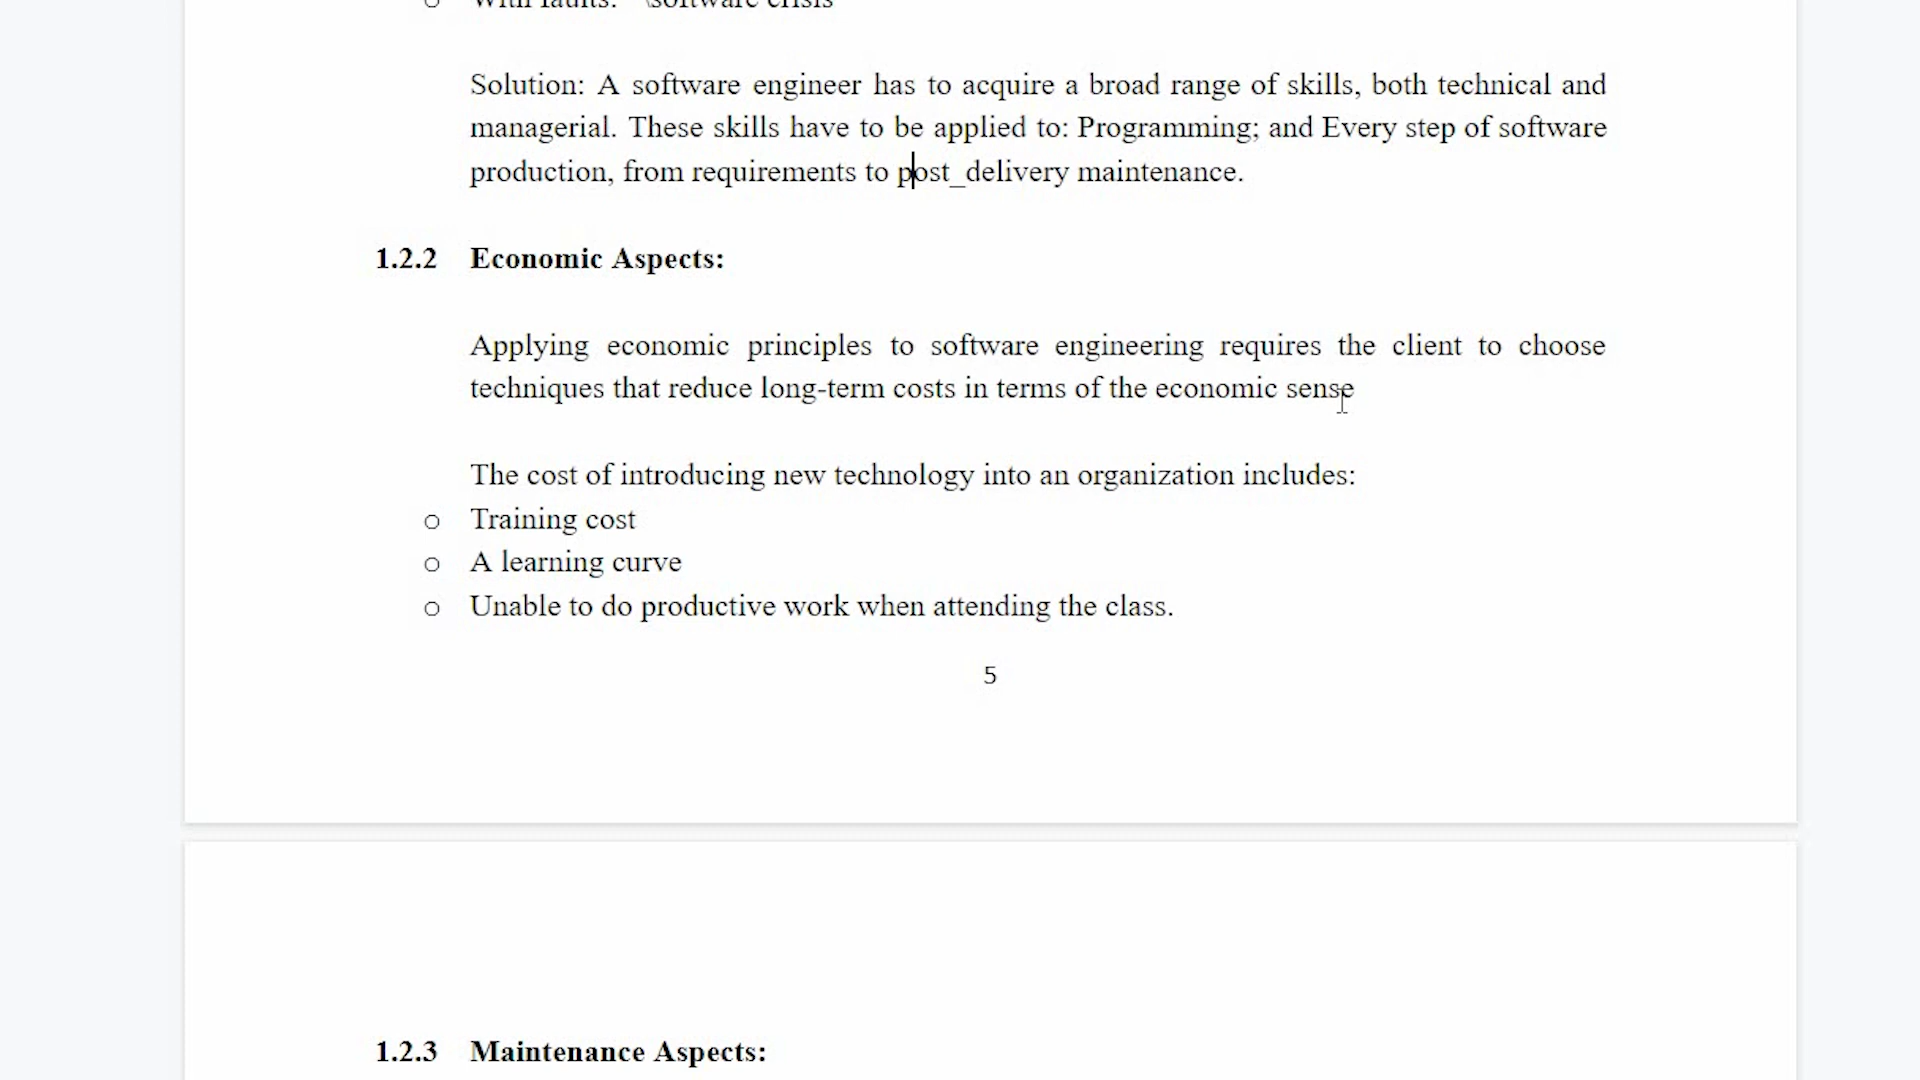 With faults. \software crisis
Solution: A software engineer has to acquire a broad range of skills, both technical and
managerial. These skills have to be applied to: Programming; and Every step of software
production, from requirements to post_delivery maintenance.
1.2.2 Economic Aspects:
Applying economic principles to software engineering requires the client to choose
techniques that reduce long-term costs in terms of the economic sense
The cost of introducing new technology into an organization includes:
o Training cost
o A learning curve
o Unable to do productive work when attending the class.
5
1.2.3 Maintenance Aspects: